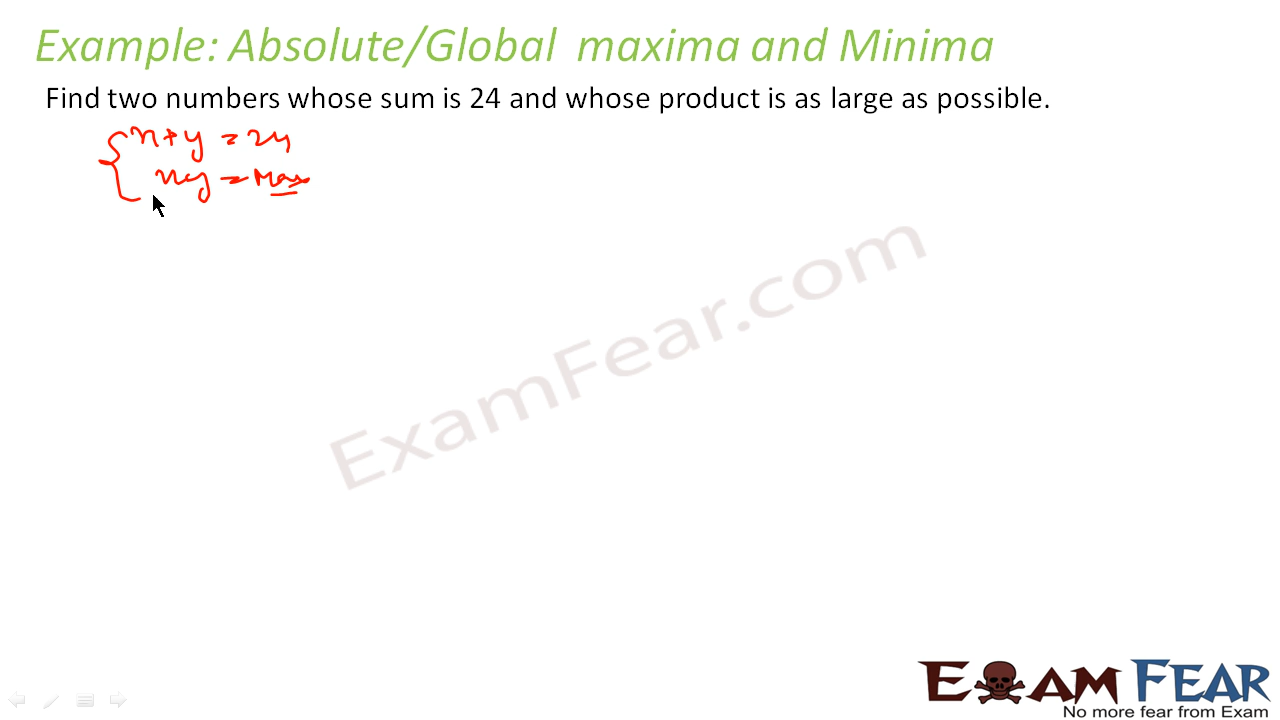 Example: Absolute/Global maxima and Minima
Find two numbers whose sum is 24 and whose product is as large as possible.
x+y = 24
xy = Max
ExamFear.com
EXAM FEAR
No more fear from Exam